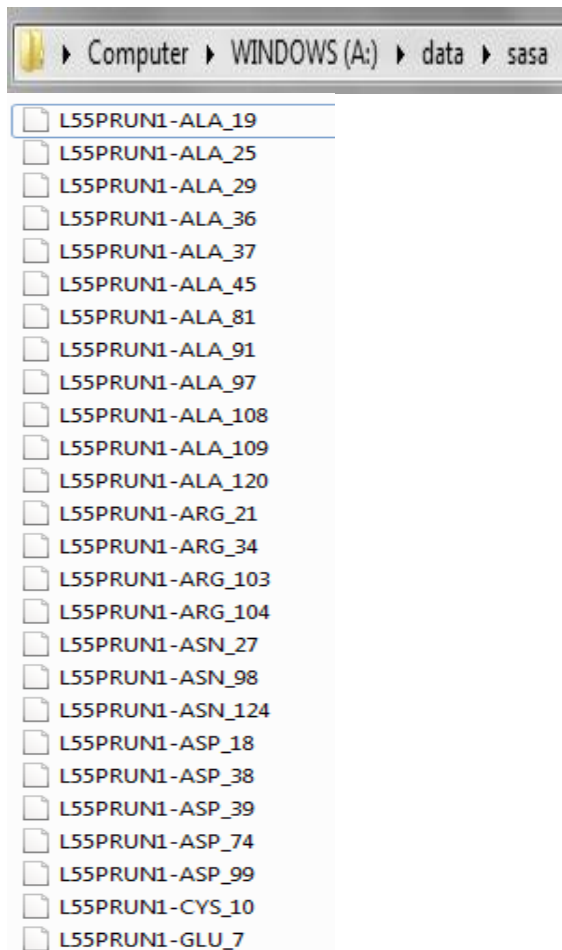 Computer ▸ WINDOWS (A:) ▸ data ▸ sasa
L55PRUN1-ALA_19
L55PRUN1-ALA_25
L55PRUN1-ALA_29
L55PRUN1-ALA_36
L55PRUN1-ALA_37
L55PRUN1-ALA_45
L55PRUN1-ALA_81
L55PRUN1-ALA_91
L55PRUN1-ALA_97
L55PRUN1-ALA_108
L55PRUN1-ALA_109
L55PRUN1-ALA_120
L55PRUN1-ARG_21
L55PRUN1-ARG_34
L55PRUN1-ARG_103
L55PRUN1-ARG_104
L55PRUN1-ASN_27
L55PRUN1-ASN_98
L55PRUN1-ASN_124
L55PRUN1-ASP_18
L55PRUN1-ASP_38
L55PRUN1-ASP_39
L55PRUN1-ASP_74
L55PRUN1-ASP_99
L55PRUN1-CYS_10
L55PRUN1-GLU_7